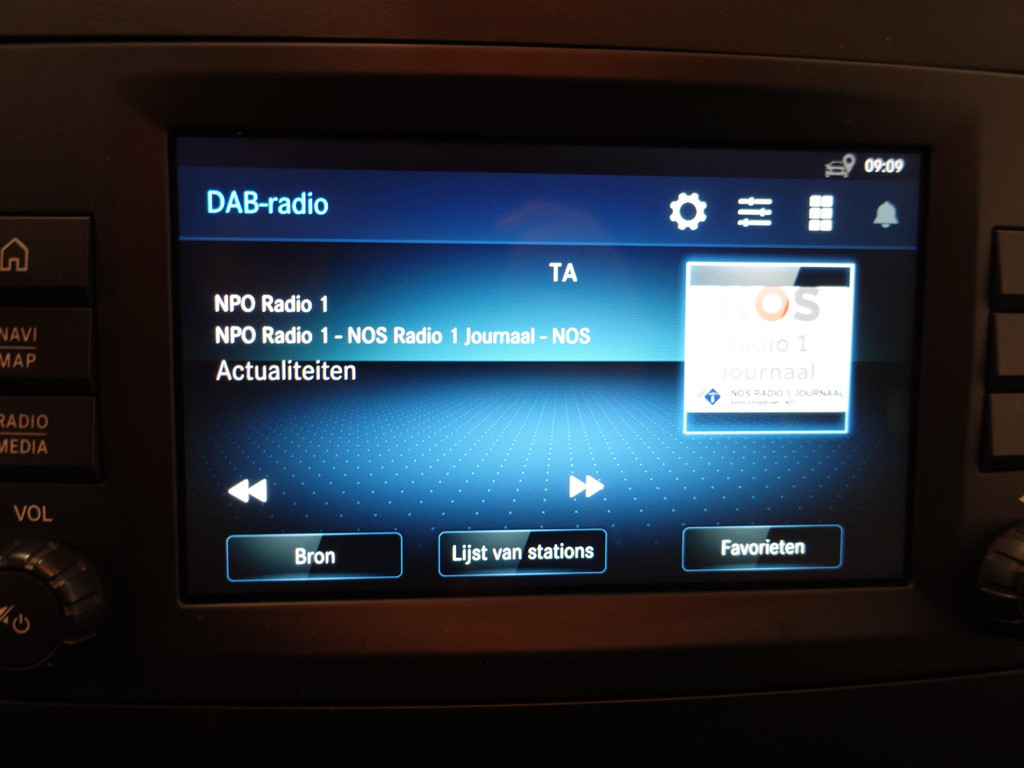 09:09
DAB-radio
TA
NPO Radio 1
NPO Radio 1 - NOS Radio 1 Journaal - NOS
Actualiteiten
NOS
radio 1
journaal
NOS RADIO 1 JOURNAAL
Bron
Lijst van stations
Favorieten
NAVI
MAP
RADIO
MEDIA
VOL